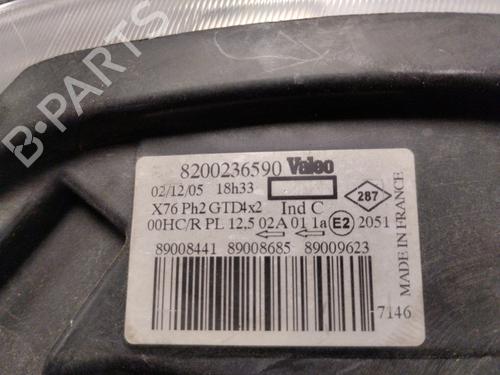 8200236590 Valeo
02/12/05 18h33
X76 Ph2 GTD4x2 Ind C
287
00HC/R PL 12.5 02A 01 1a E2 2051
89008441 89008685 89009623
MADE IN FRANCE
7146
B-PARTS